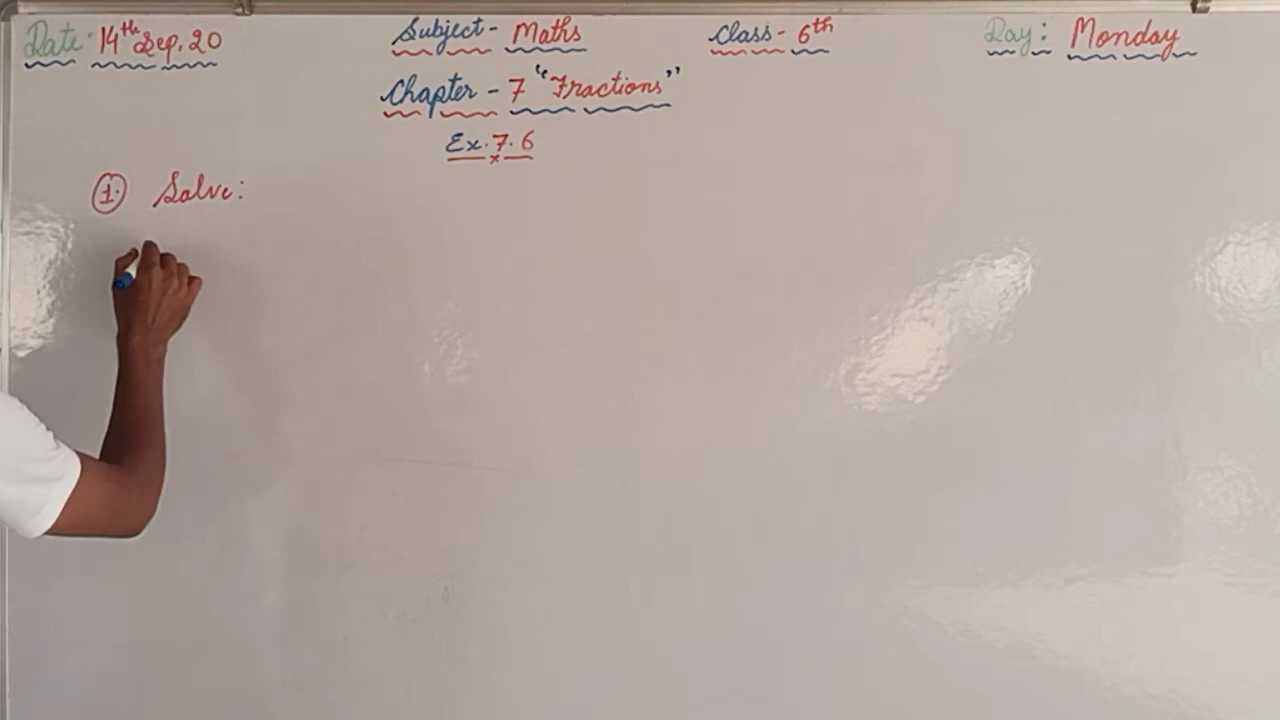 Date: 14th Sep. 20 Subject - Maths Class - 6th Day: Monday
Chapter - 7 "Fractions"
Ex. 7.6
1. Solve: